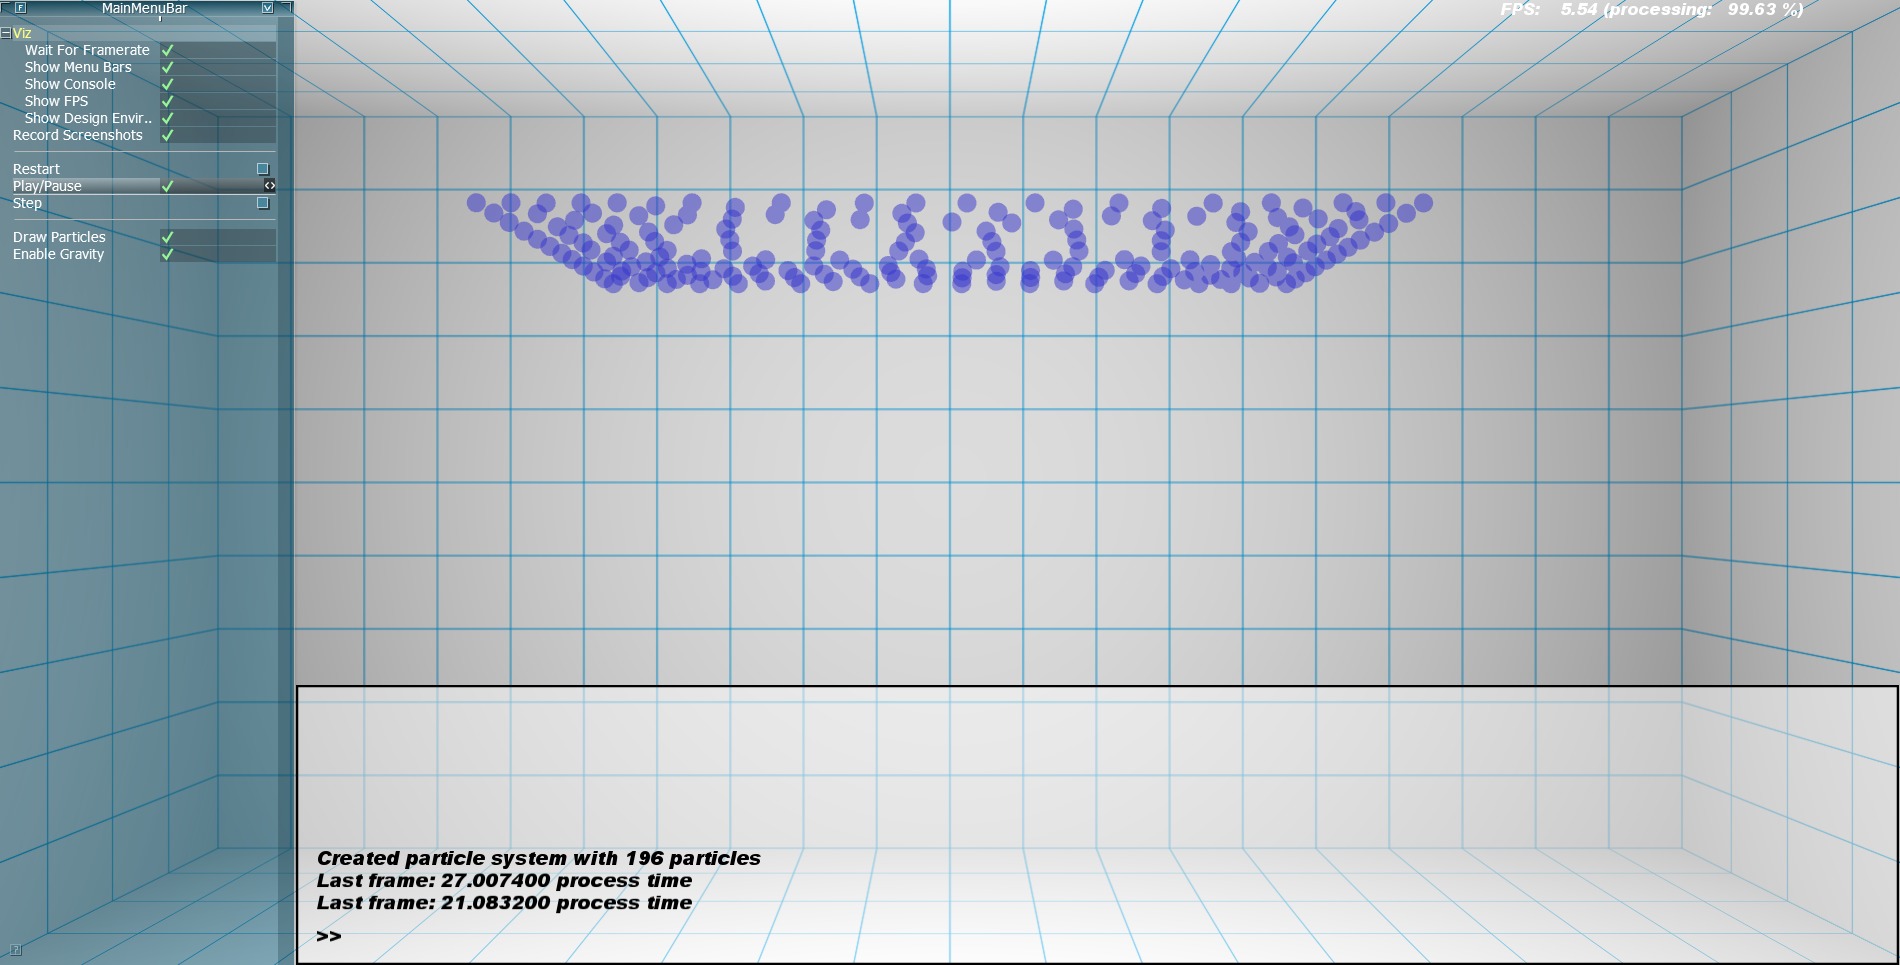 MainMenuBar
FPS: 5.54 (processing: 99.63 %)
Viz
Wait For Framerate
Show Menu Bars
Show Console
Show FPS
Show Design Envir..
Record Screenshots
Restart
Play/Pause
Step
Draw Particles
Enable Gravity
Created particle system with 196 particles
Last frame: 27.007400 process time
Last frame: 21.083200 process time
>>